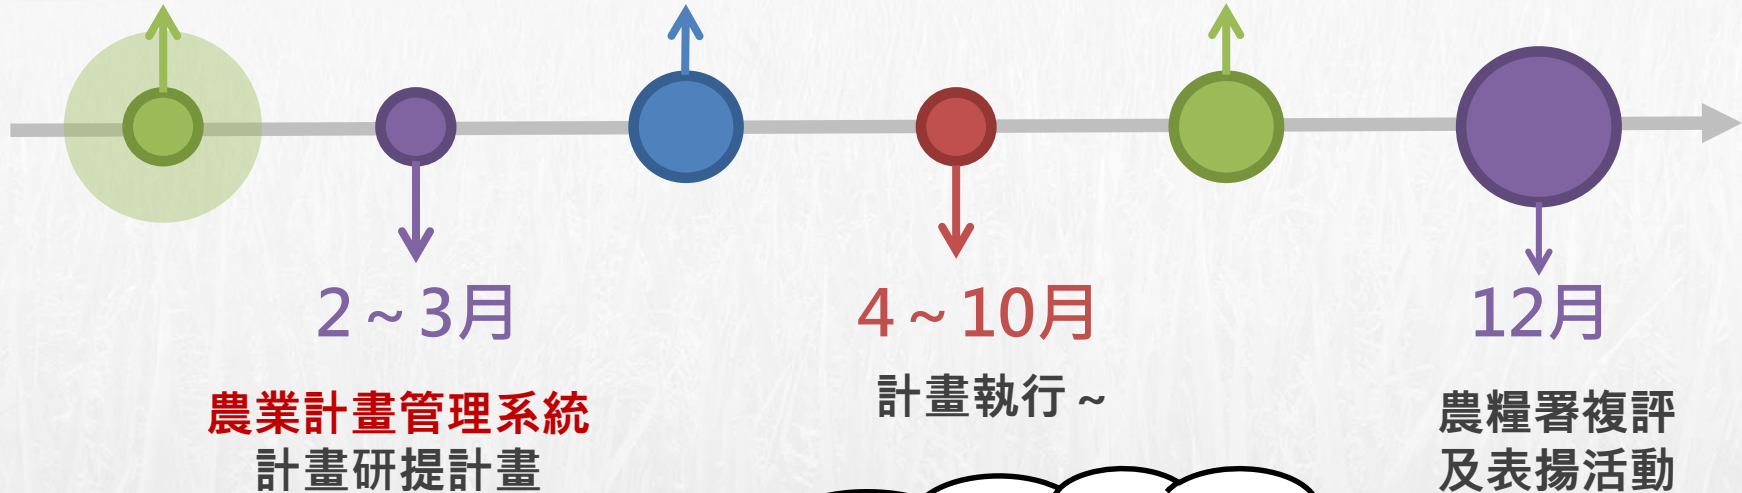 2~3月
農業計畫管理系統
計畫研提計畫
4~10月
計畫執行~
12月
農糧署複評
及表揚活動